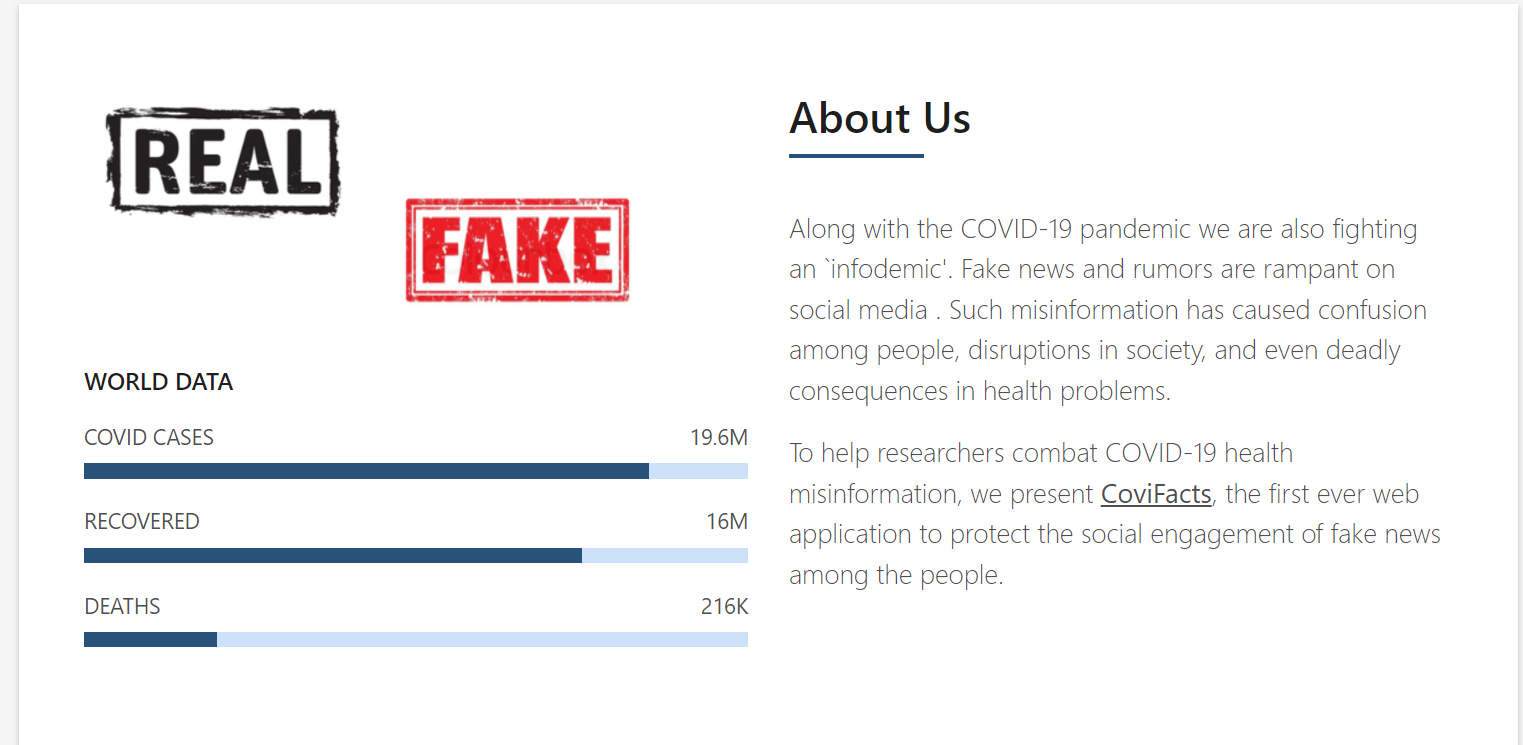 REAL
FAKE
WORLD DATA
COVID CASES 19.6M
RECOVERED 16M
DEATHS 216K
About Us
Along with the COVID-19 pandemic we are also fighting
an `infodemic'. Fake news and rumors are rampant on
social media . Such misinformation has caused confusion
among people, disruptions in society, and even deadly
consequences in health problems.
To help researchers combat COVID-19 health
misinformation, we present CoviFacts, the first ever web
application to protect the social engagement of fake news
among the people.